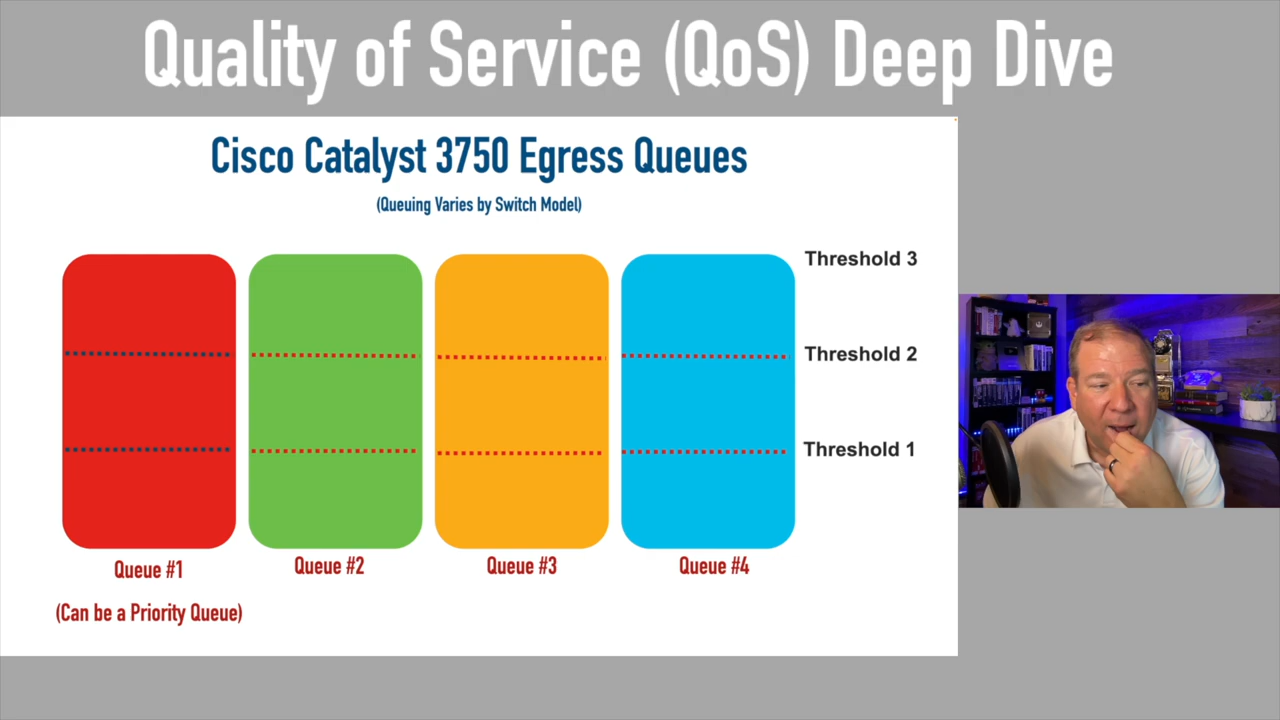 Quality of Service (QoS) Deep Dive
Cisco Catalyst 3750 Egress Queues
(Queuing Varies by Switch Model)
Threshold 3
Threshold 2
Threshold 1
Queue #1
Queue #2
Queue #3
Queue #4
(Can be a Priority Queue)